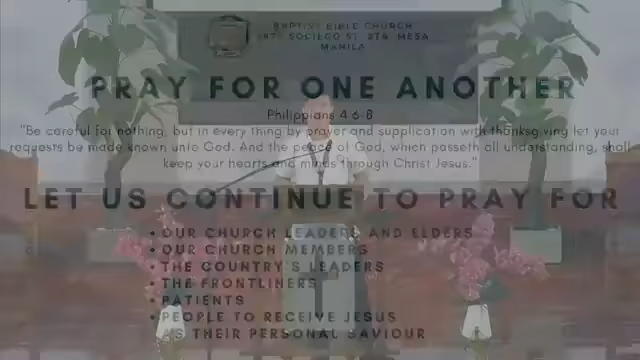 BAPTIST BIBLE CHURCH
SOCIEGO ST. STA. MESA
MANILA
PRAY FOR ONE ANOTHER
Philippians 4:6-8
"Be careful for nothing, but in every thing by prayer and supplication with thanksgiving let your
requests be made known unto God. And the peace of God, which passeth all understanding, shall
keep your hearts and minds through Christ Jesus."
LET US CONTINUE TO PRAY FOR
• OUR CHURCH LEADERS AND ELDERS
• OUR CHURCH MEMBERS
• THE COUNTRY'S LEADERS
• THE FRONTLINERS
• PATIENTS
• PEOPLE TO RECEIVE JESUS
AS THEIR PERSONAL SAVIOUR